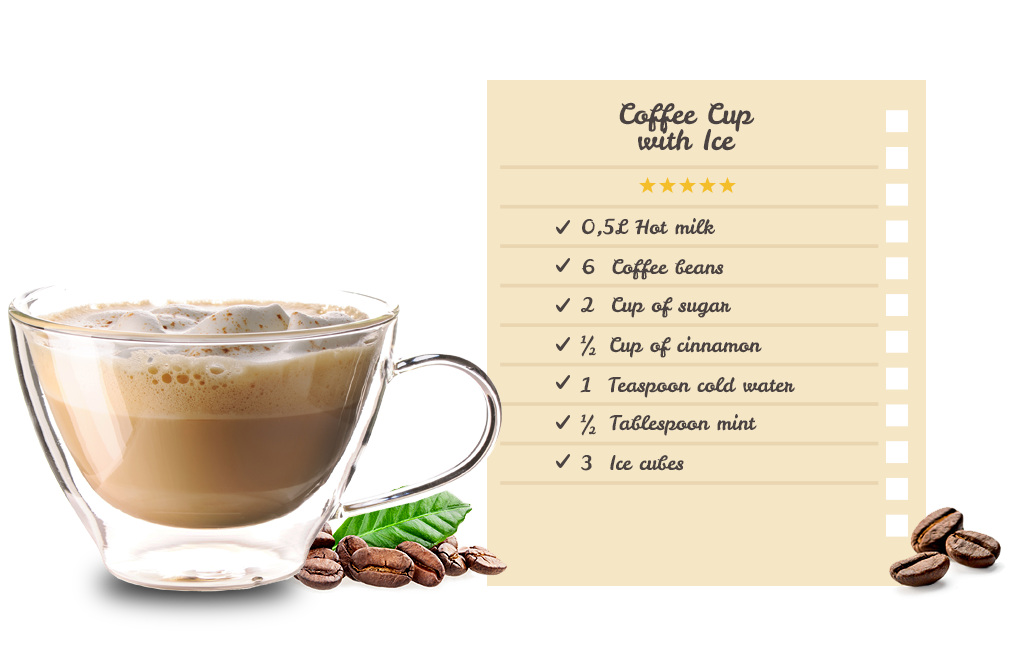 Coffee Cup
with Ice
0,5L Hot milk
6 Coffee beans
2 Cup of sugar
½ Cup of cinnamon
1 Teaspoon cold water
½ Tablespoon mint
3 Ice cubes